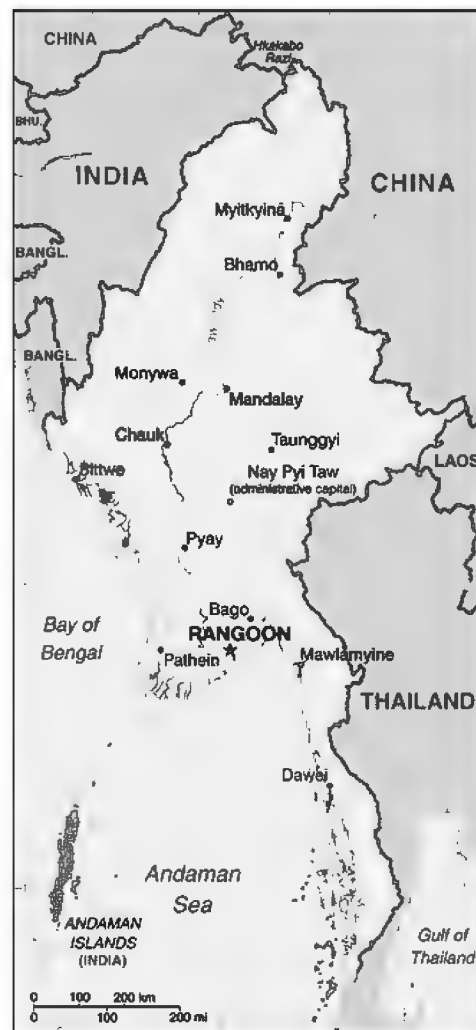 CHINA
Hkakabo
Razi
BHU.
INDIA
CHINA
Myitkyina
BANGL.
Bhamo
BANGL.
Monywa
Mandalay
Chauk
Taunggyi
LAOS
Sittwe
Nay Pyi Taw
(administrative capital)
Pyay
Bago
Bay of
Bengal
RANGOON
Pathein
Mawlamyine
THAILAND
Dawei
Andaman
Sea
ANDAMAN
ISLANDS
(INDIA)
Gulf of
Thailand
0 100 200 km
0 100 200 mi